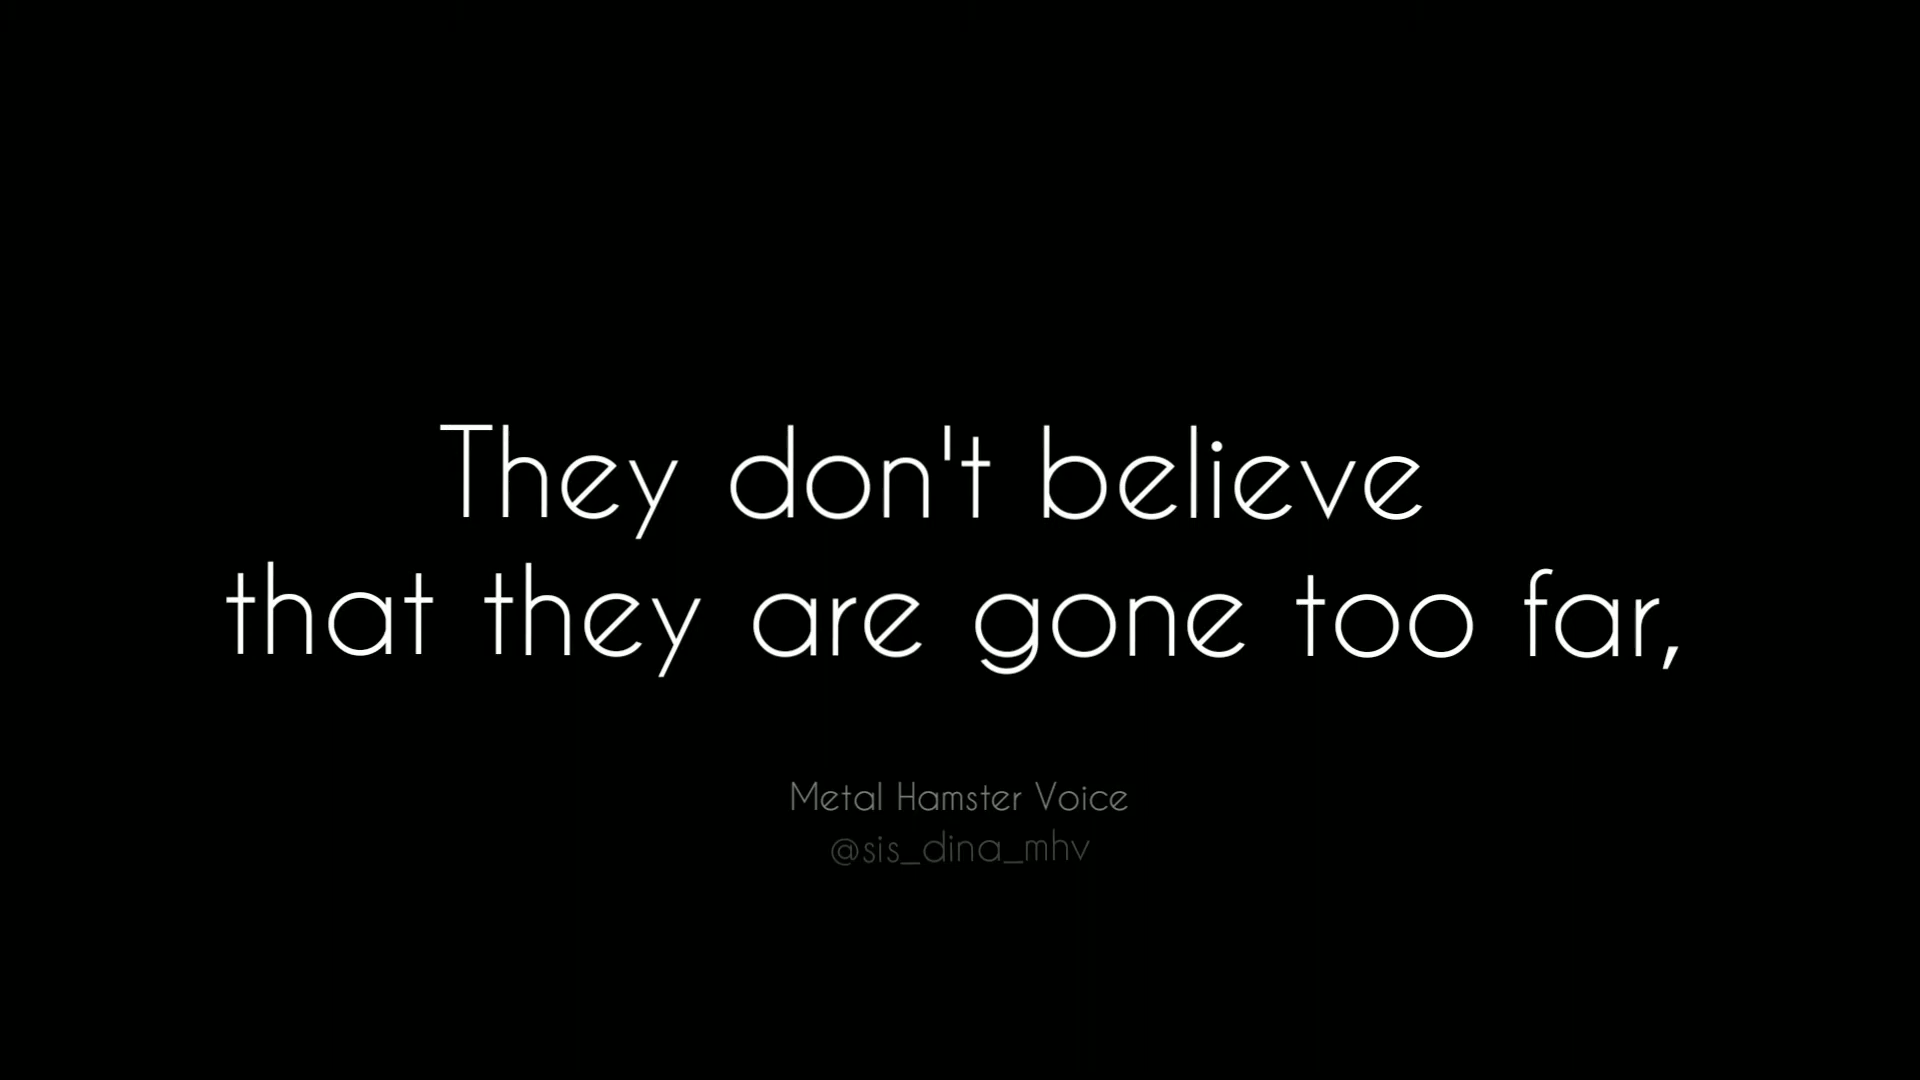 They don't believe
that they are gone too far,
Metal Hamster Voice
@sis_dina_mhv